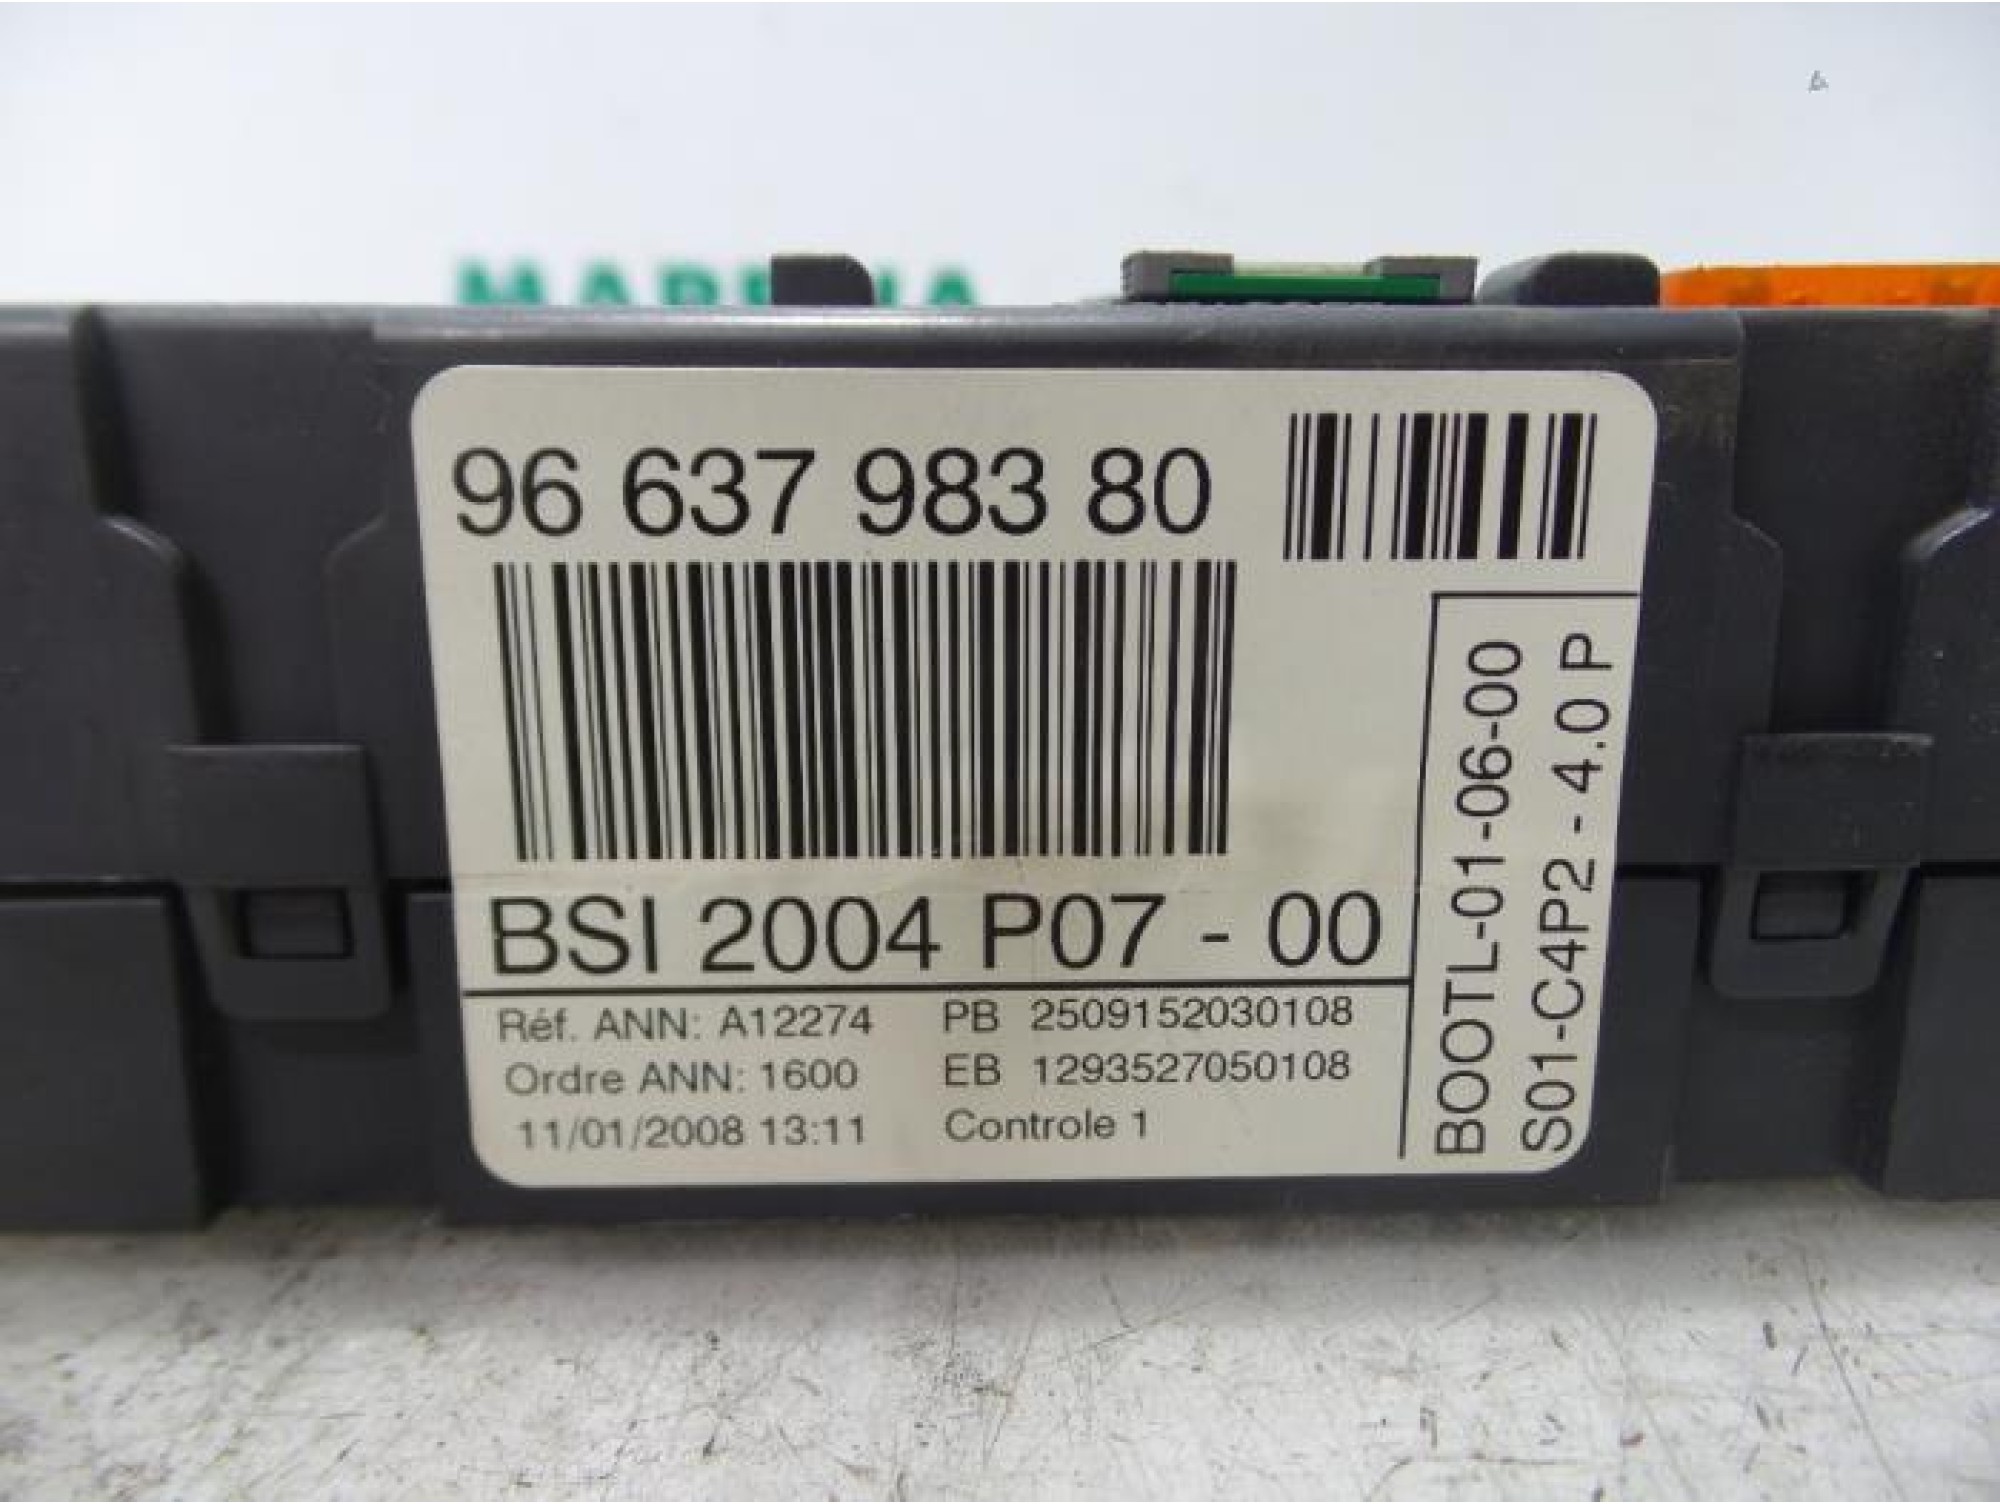 96 637 983 80
BSI 2004 P07 - 00
Réf. ANN: A12274 PB 2509152030108
Ordre ANN: 1600 EB 1293527050108
11/01/2008 13:11 Controle 1
BOOTL-01-06-00
S01-C4P2 - 4.0 P